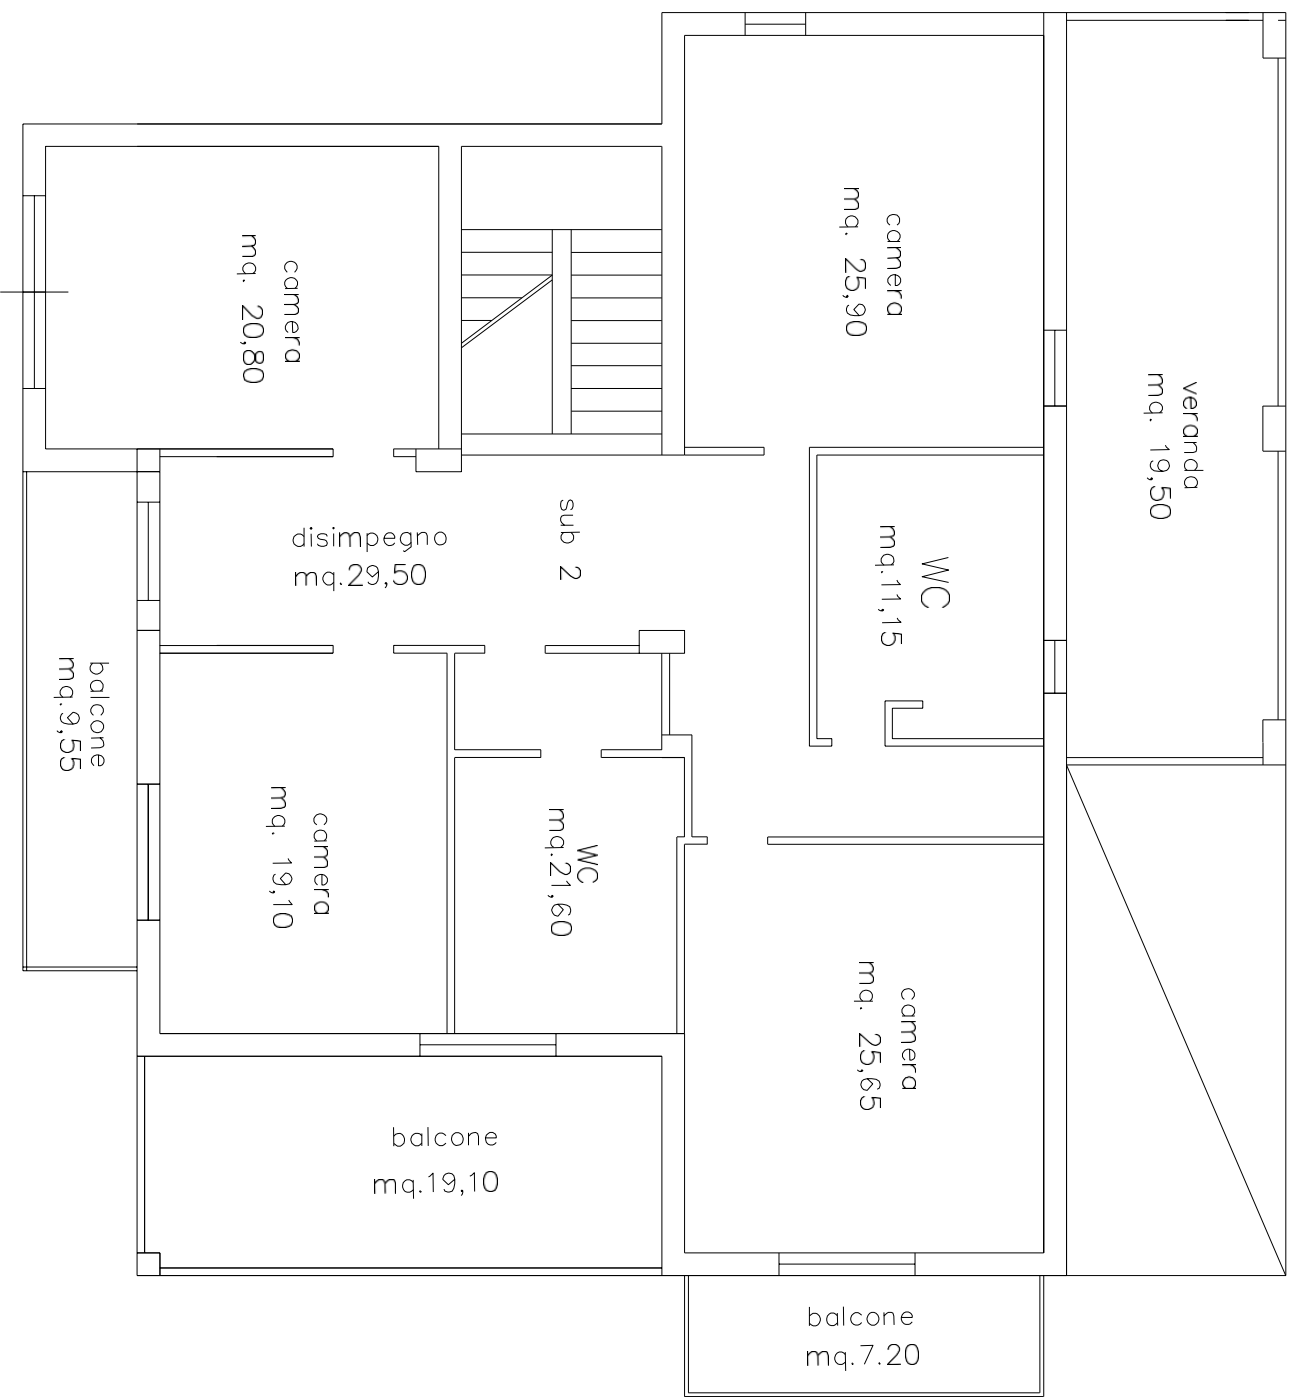 camera
mq. 25,90
camera
mq. 20,80
veranda
mq. 19,50
sub 2
disimpegno
mq.29,50
WC
mq.11,15
balcone
mq.9,55
camera
mq. 19,10
WC
mq.21,60
camera
mq. 25,65
balcone
mq.19,10
balcone
mq.7.20